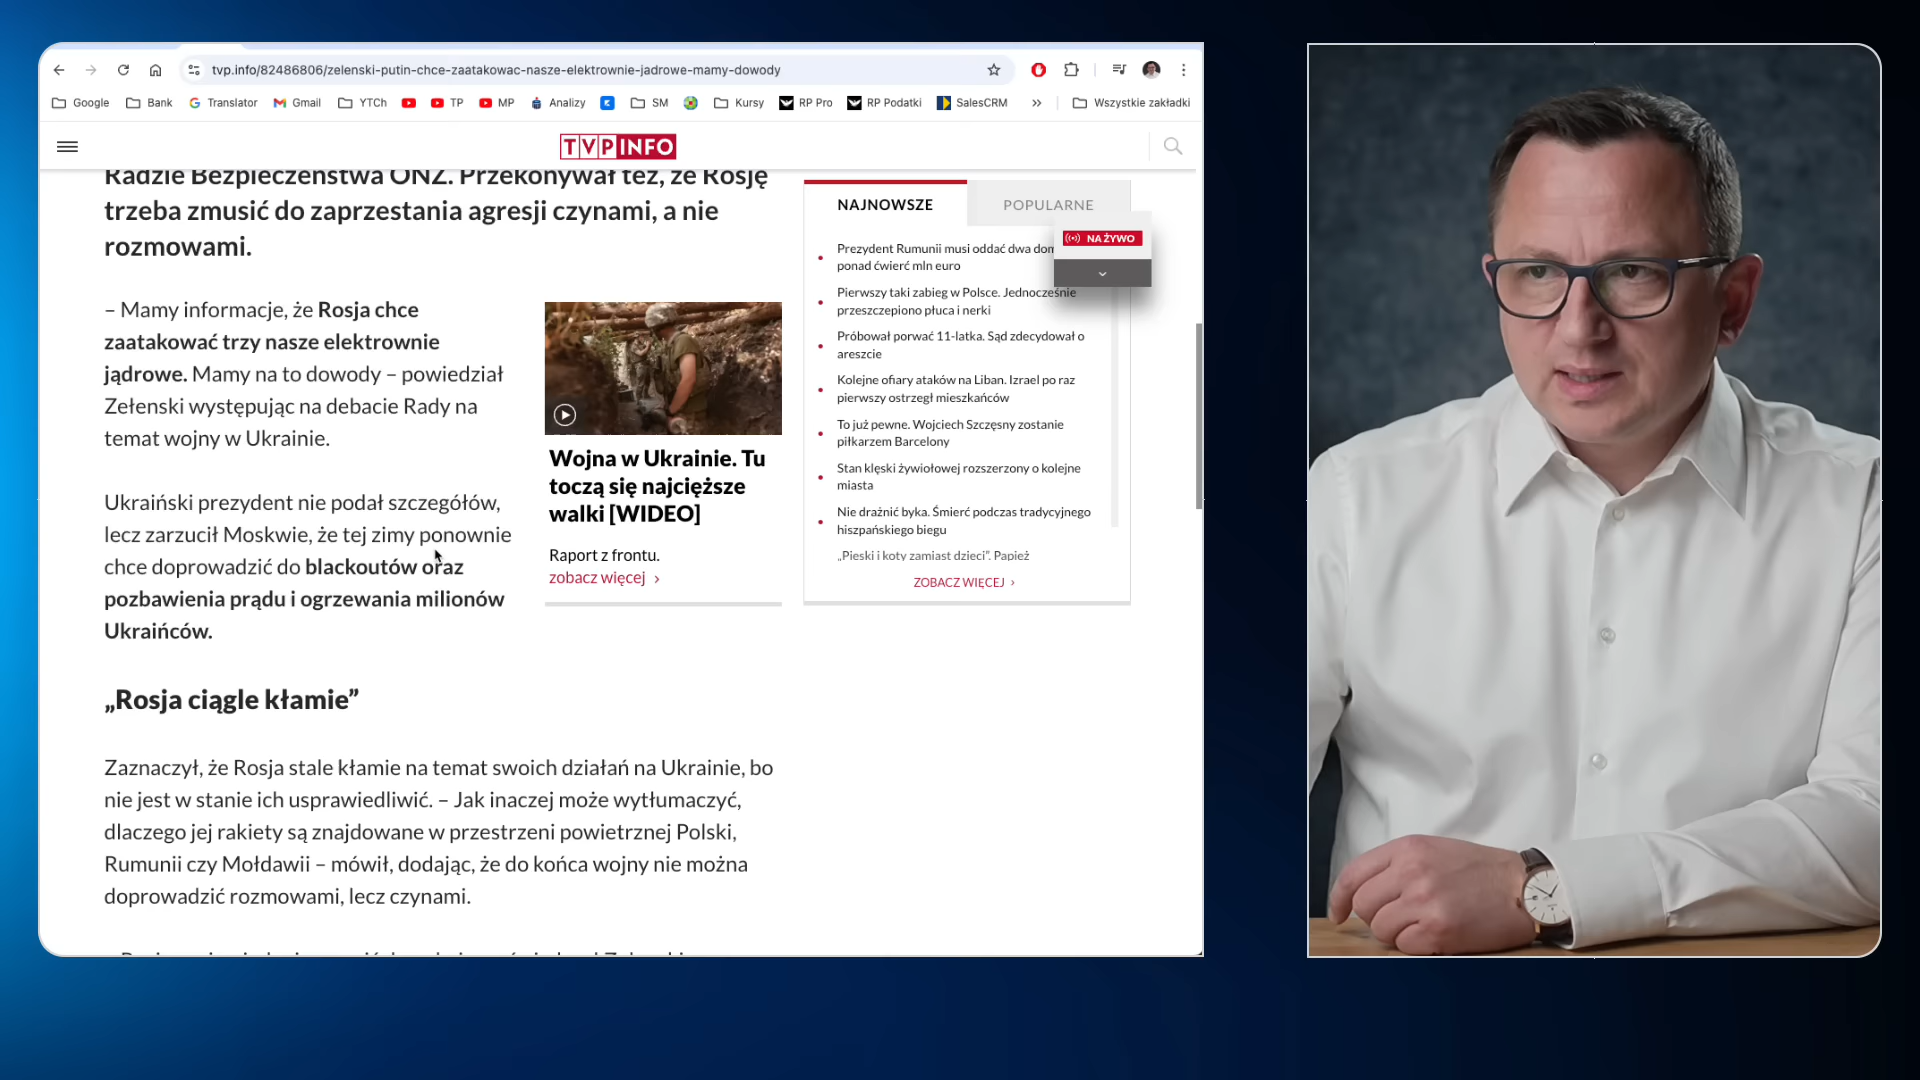 tvp.info/82486806/zelenski-putin-chce-zaatakowac-nasze-elektrownie-jadrowe-mamy-dowody
Google Bank Translator Gmail YTCh TP MP Analizy SM Kursy RP Pro RP Podatki SalesCRM » Wszystkie zakładki
TVP INFO
Radzie Bezpieczeństwa ONZ. Przekonywał też, że Rosję
trzeba zmusić do zaprzestania agresji czynami, a nie
rozmowami.
– Mamy informacje, że Rosja chce
zaatakować trzy nasze elektrownie
jądrowe. Mamy na to dowody – powiedział
Zełenski występując na debacie Rady na
temat wojny w Ukrainie.
Ukraiński prezydent nie podał szczegółów,
lecz zarzucił Moskwie, że tej zimy ponownie
chce doprowadzić do blackoutów oraz
pozbawienia prądu i ogrzewania milionów
Ukraińców.
Wojna w Ukrainie. Tu
toczą się najcięższe
walki [WIDEO]
Raport z frontu.
zobacz więcej ›
„Rosja ciągle kłamie”
Zaznaczył, że Rosja stale kłamie na temat swoich działań na Ukrainie, bo
nie jest w stanie ich usprawiedliwić. – Jak inaczej może wytłumaczyć,
dlaczego jej rakiety są znajdowane w przestrzeni powietrznej Polski,
Rumunii czy Mołdawii – mówił, dodając, że do końca wojny nie można
doprowadzić rozmowami, lecz czynami.
NAJNOWSZE POPULARNE
NA ŻYWO
Prezydent Rumunii musi oddać
ponad ćwierć mln euro
Pierwszy taki zabieg w Polsce. Jednocześnie
przeszczepiono płuca i nerki
Próbował porwać 11-latka. Sąd zdecydował o
areszcie
Kolejne ofiary ataków na Liban. Izrael po raz
pierwszy ostrzegł mieszkańców
To już pewne. Wojciech Szczęsny zostanie
piłkarzem Barcelony
Stan klęski żywiołowej rozszerzony o kolejne
miasta
Nie drażnić byka. Śmierć podczas tradycyjnego
hiszpańskiego biegu
„Pieski i koty zamiast dzieci”. Papież
ZOBACZ WIĘCEJ ›